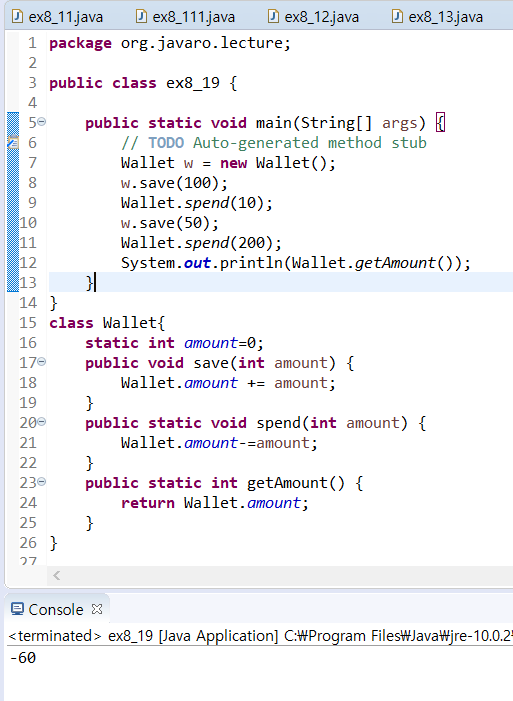 ex8_11.java ex8_111.java ex8_12.java ex8_13.java
1 package org.javaro.lecture;
2
3 public class ex8_19 {
4
5 public static void main(String[] args) {
6 // TODO Auto-generated method stub
7 Wallet w = new Wallet();
8 w.save(100);
9 Wallet.spend(10);
10 w.save(50);
11 Wallet.spend(200);
12 System.out.println(Wallet.getAmount());
13 }
14 }
15 class Wallet{
16 static int amount=0;
17 public void save(int amount) {
18 Wallet.amount += amount;
19 }
20 public static void spend(int amount) {
21 Wallet.amount-=amount;
22 }
23 public static int getAmount() {
24 return Wallet.amount;
25 }
26 }
27
Console
<terminated> ex8_19 [Java Application] C:₩Program Files₩Java₩jre-10.0.2₩
-60